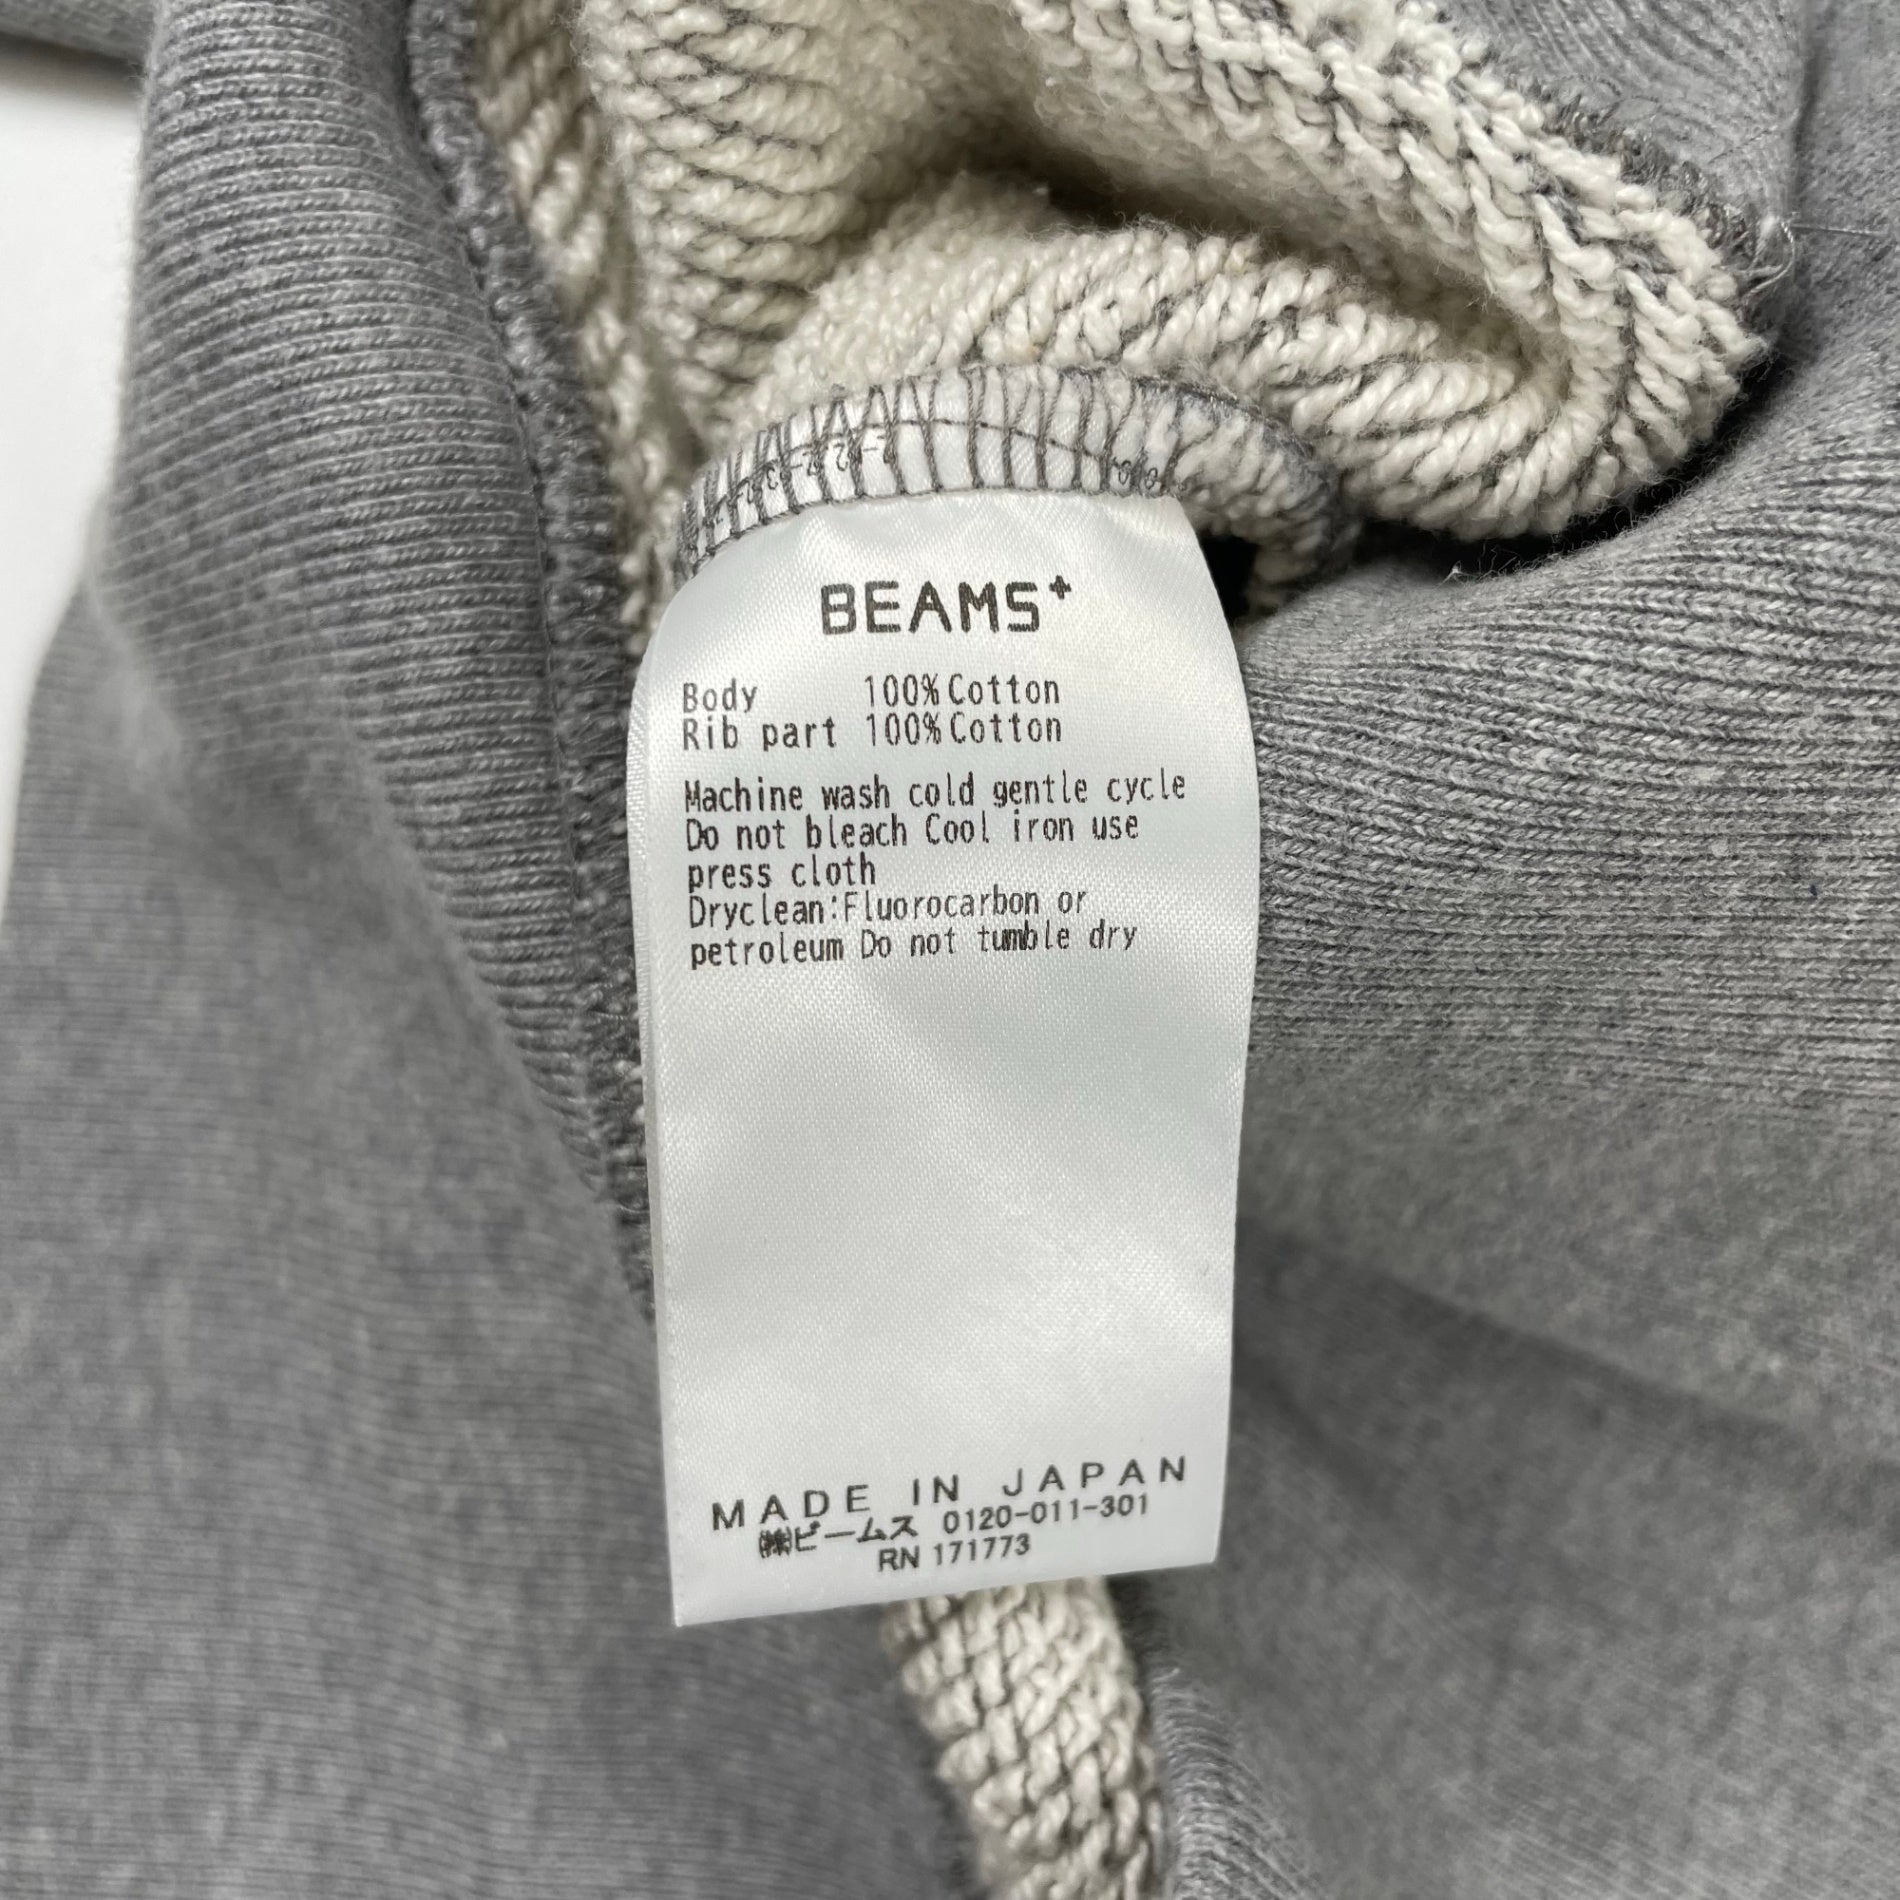 BEAMS+
Body 100% Cotton
Rib part 100% Cotton
Machine wash cold gentle cycle
Do not bleach Cool iron use
press cloth
Dryclean:Fluorocarbon or
petroleum Do not tumble dry
MADE IN JAPAN
㈱ビームス 0120-011-301
RN 171773